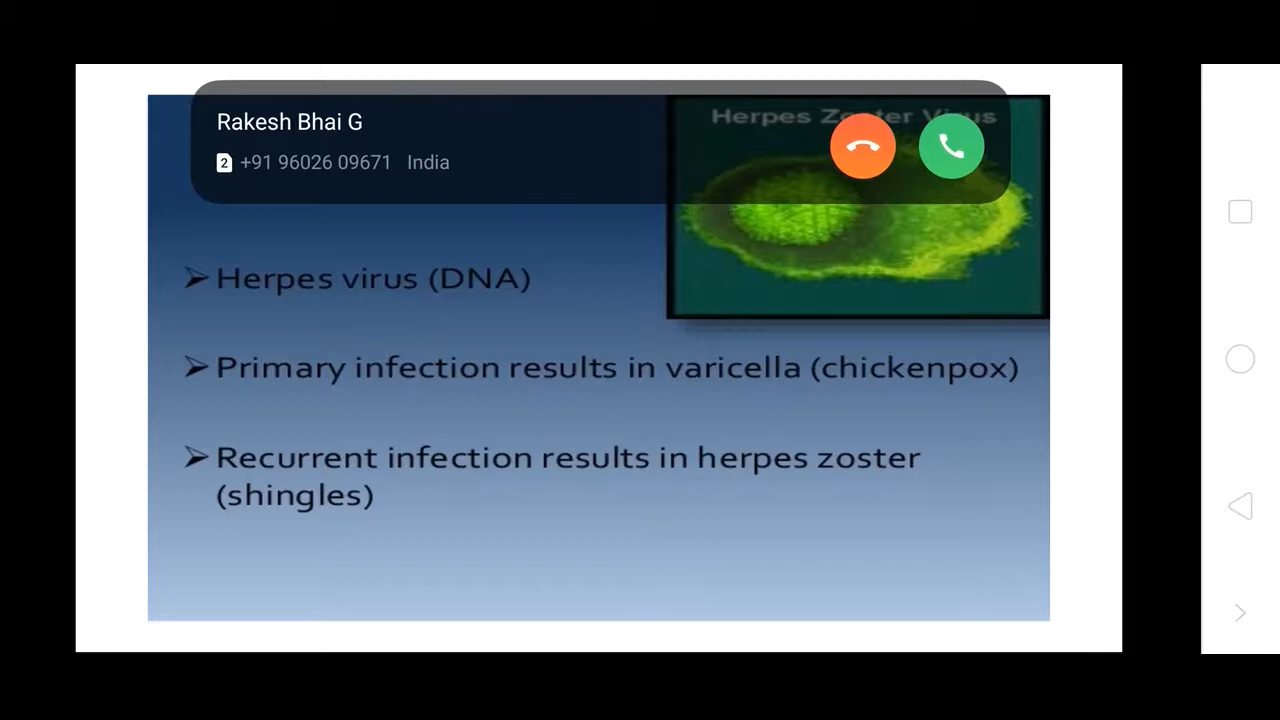 Rakesh Bhai G
2 +91 96026 09671 India
Herpes Zoster Virus
➢ Herpes virus (DNA)
➢ Primary infection results in varicella (chickenpox)
➢ Recurrent infection results in herpes zoster
(shingles)